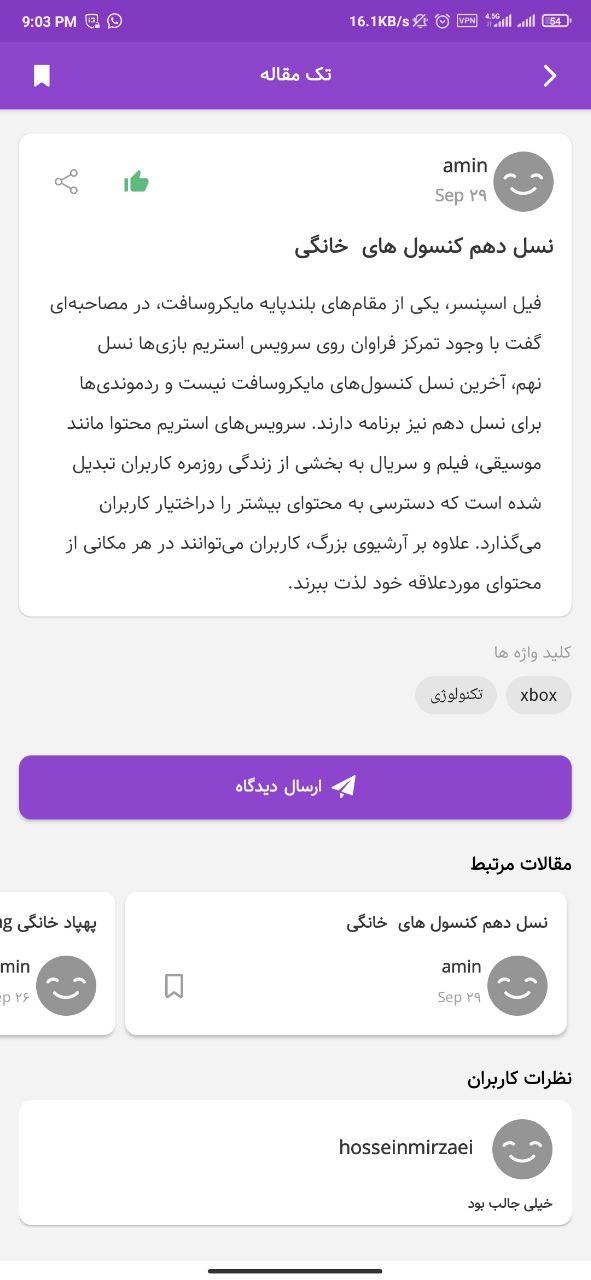 9:03 PM
16.1KB/s
VPN
4.5G
54
تک مقاله
amin
Sep ۲۹
نسل دهم کنسول های خانگی
فیل اسپنسر، یکی از مقام‌های بلندپایه مایکروسافت، در مصاحبه‌ای
گفت با وجود تمرکز فراوان روی سرویس استریم بازی‌ها نسل
نهم، آخرین نسل کنسول‌های مایکروسافت نیست و ردموندی‌ها
برای نسل دهم نیز برنامه دارند. سرویس‌های استریم محتوا مانند
موسیقی، فیلم و سریال به بخشی از زندگی روزمره کاربران تبدیل
شده است که دسترسی به محتوای بیشتر را دراختیار کاربران
می‌گذارد. علاوه بر آرشیوی بزرگ، کاربران می‌توانند در هر مکانی از
محتوای موردعلاقه خود لذت ببرند.
کلید واژه ها
xbox
تکنولوژی
ارسال دیدگاه
مقالات مرتبط
نسل دهم کنسول های خانگی
amin
Sep ۲۹
پهپاد خانگی
min
ep ۲۶
نظرات کاربران
hosseinmirzaei
خیلی جالب بود